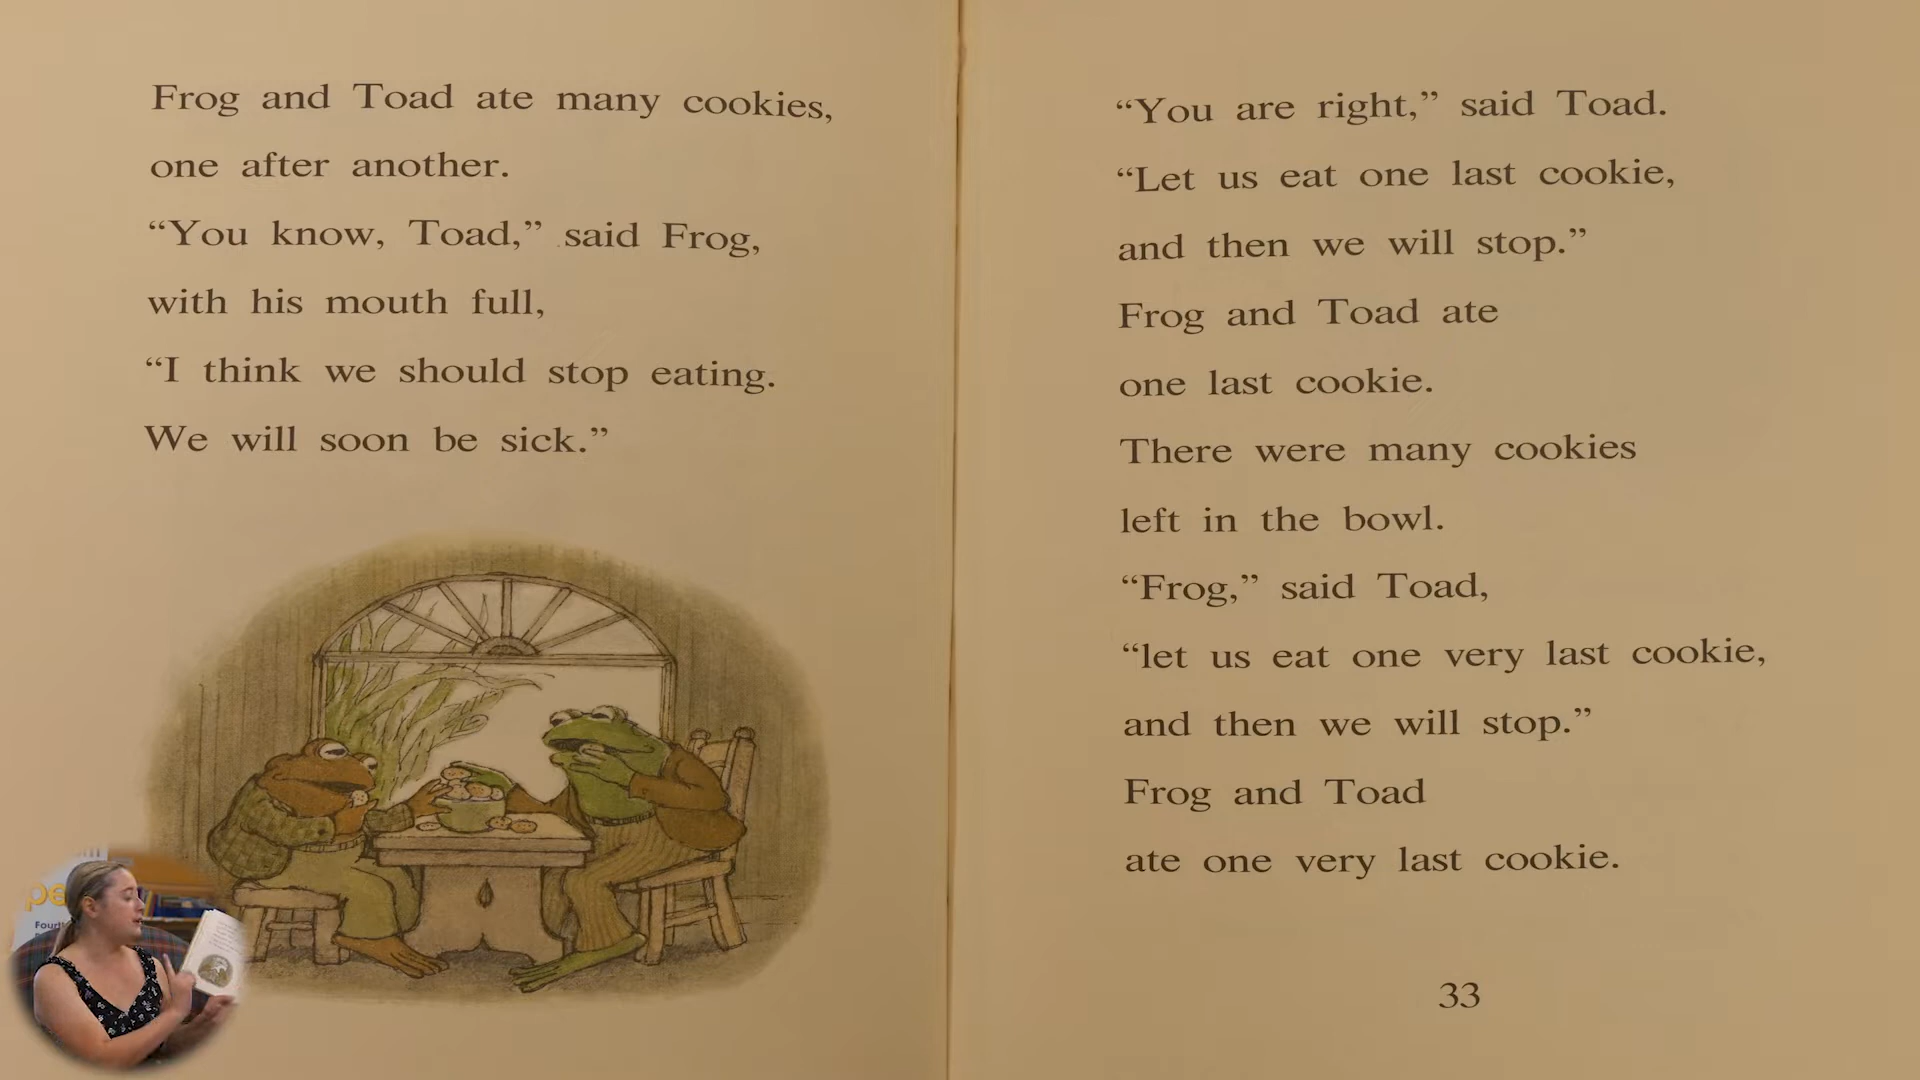 Frog and Toad ate many cookies,
one after another.
“You know, Toad,” said Frog,
with his mouth full,
“I think we should stop eating.
We will soon be sick.”
“You are right,” said Toad.
“Let us eat one last cookie,
and then we will stop.”
Frog and Toad ate
one last cookie.
There were many cookies
left in the bowl.
“Frog,” said Toad,
“let us eat one very last cookie,
and then we will stop.”
Frog and Toad
ate one very last cookie.
33